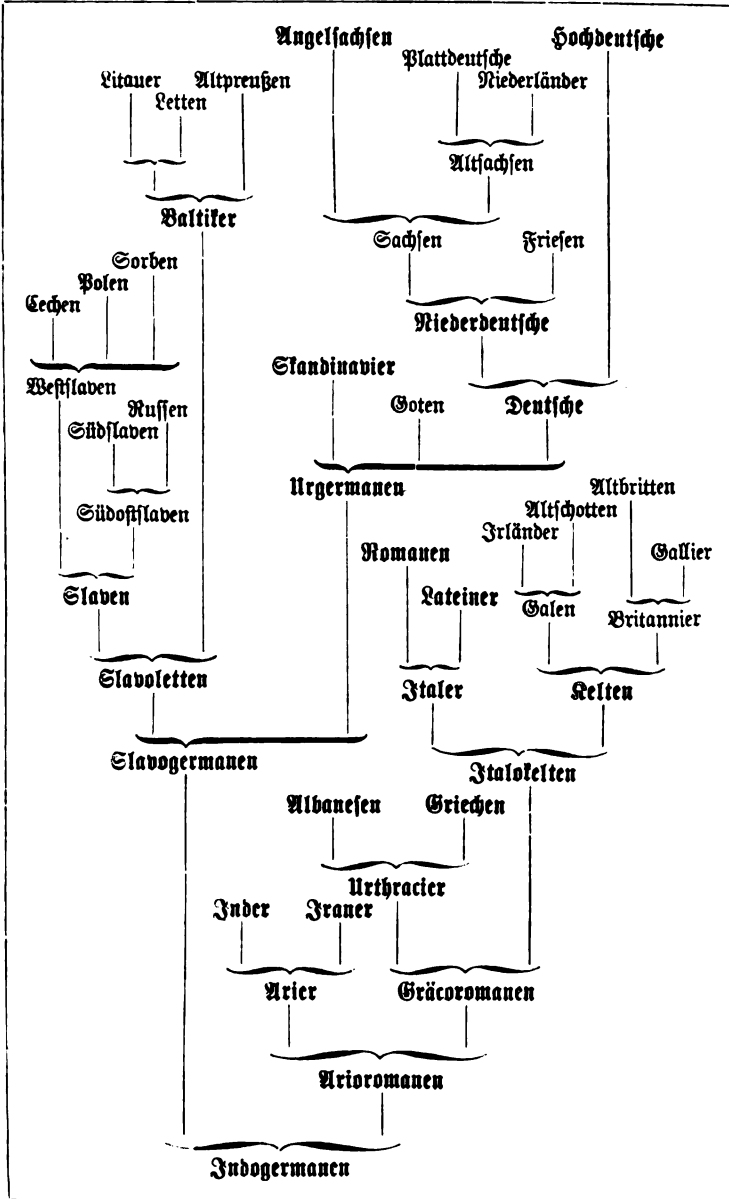 Angelſachſen
Hochdeutſche
Plattdeutſche
Litauer
Altpreußen
Niederländer
Letten
Altſachſen
Baltiker
Sachſen
Frieſen
Sorben
Polen
Cechen
Niederdeutſche
Skandinavier
Weſtſlaven
Goten
Deutſche
Ruſſen
Südſlaven
Urgermanen
Altbritten
Südoſtſlaven
Altſchotten
Irländer
Romanen
Gallier
Slaven
Lateiner
Galen
Britannier
Slavoletten
Italer
Kelten
Slavogermanen
Italokelten
Albaneſen
Griechen
Urthracier
Inder
Iraner
Arier
Gräcoromanen
Arioromanen
Indogermanen